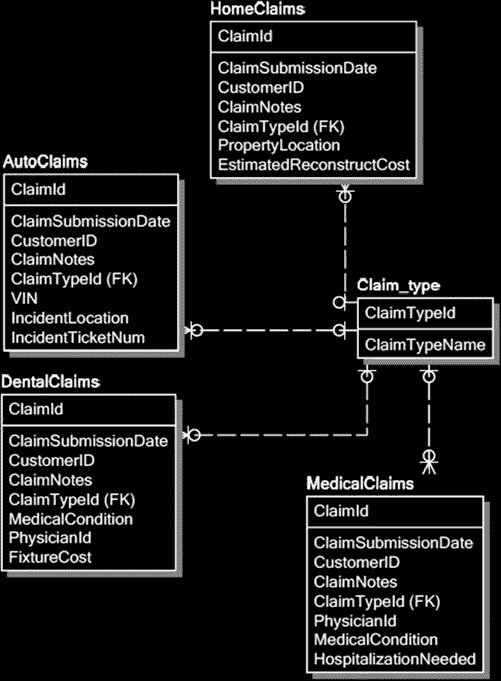 HomeClaims
ClaimId
ClaimSubmissionDate
CustomerID
ClaimNotes
ClaimTypeId (FK)
PropertyLocation
EstimatedReconstructCost
AutoClaims
ClaimId
ClaimSubmissionDate
CustomerID
ClaimNotes
ClaimTypeId (FK)
VIN
IncidentLocation
IncidentTicketNum
Claim_type
ClaimTypeId
ClaimTypeName
DentalClaims
ClaimId
ClaimSubmissionDate
CustomerID
ClaimNotes
ClaimTypeId (FK)
MedicalCondition
PhysicianId
FixtureCost
MedicalClaims
ClaimId
ClaimSubmissionDate
CustomerID
ClaimNotes
ClaimTypeId (FK)
PhysicianId
MedicalCondition
HospitalizationNeeded